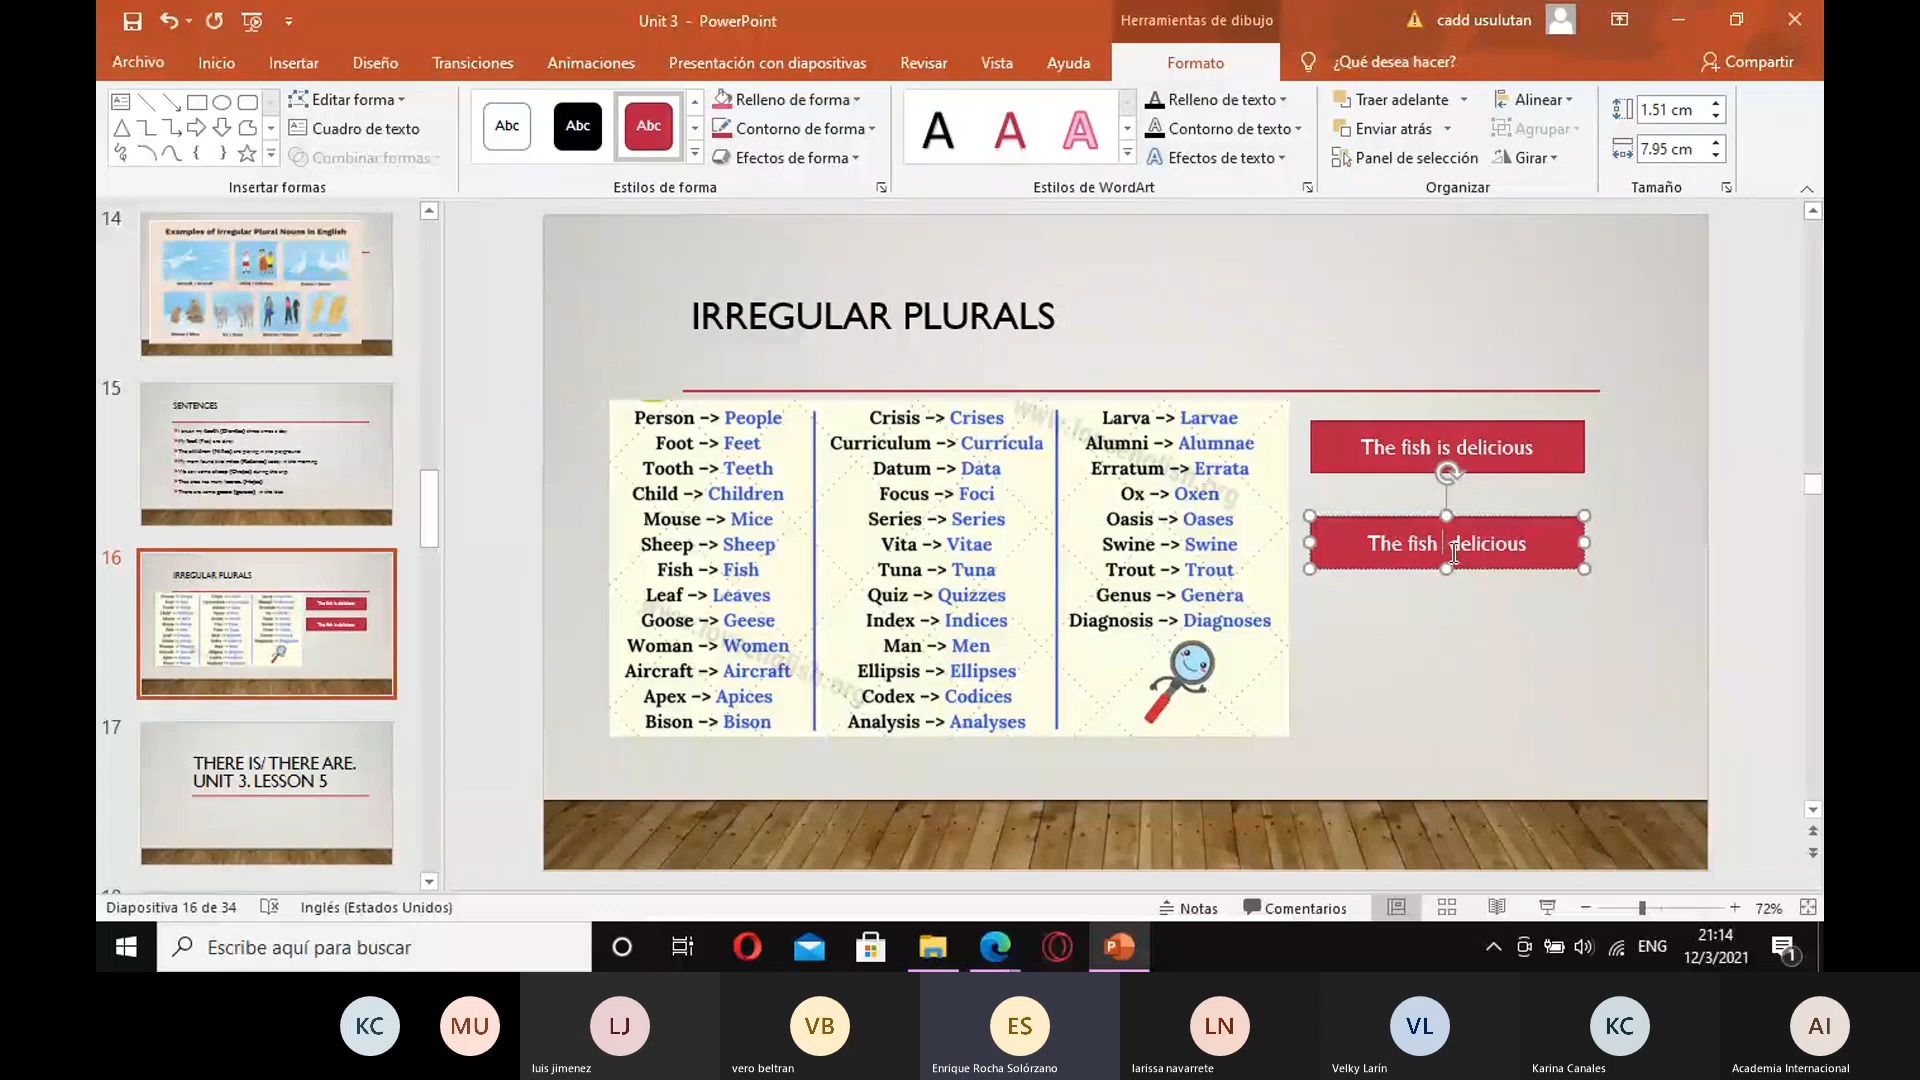 Unit 3 - PowerPoint
Herramientas de dibujo
cadd usulutan
Archivo
Inicio
Insertar
Diseño
Transiciones
Animaciones
Presentación con diapositivas
Revisar
Vista
Ayuda
Formato
¿Qué desea hacer?
Compartir
Editar forma
Cuadro de texto
Combinar formas
Insertar formas
Abc
Abc
Abc
Relleno de forma
Contorno de forma
Efectos de forma
Estilos de forma
A
A
A
Relleno de texto
Contorno de texto
Efectos de texto
Estilos de WordArt
Traer adelante
Enviar atrás
Panel de selección
Alinear
Agrupar
Girar
Organizar
1.51 cm
7.95 cm
Tamaño
14
Examples of Irregular Plural Nouns in English
15
SENTENCES
16
IRREGULAR PLURALS
17
THERE IS/ THERE ARE.
UNIT 3. LESSON 5
IRREGULAR PLURALS
Person -> People
Foot -> Feet
Tooth -> Teeth
Child -> Children
Mouse -> Mice
Sheep -> Sheep
Fish -> Fish
Leaf -> Leaves
Goose -> Geese
Woman -> Women
Aircraft -> Aircraft
Apex -> Apices
Bison -> Bison
Crisis -> Crises
Curriculum -> Curricula
Datum -> Data
Focus -> Foci
Series -> Series
Vita -> Vitae
Tuna -> Tuna
Quiz -> Quizzes
Index -> Indices
Man -> Men
Ellipsis -> Ellipses
Codex -> Codices
Analysis -> Analyses
Larva -> Larvae
Alumni -> Alumnae
Erratum -> Errata
Ox -> Oxen
Oasis -> Oases
Swine -> Swine
Trout -> Trout
Genus -> Genera
Diagnosis -> Diagnoses
The fish is delicious
The fish delicious
Diapositiva 16 de 34
Inglés (Estados Unidos)
Notas
Comentarios
72%
Escribe aquí para buscar
ENG
21:14
12/3/2021
1
KC
MU
LJ
luis jimenez
VB
vero beltran
ES
Enrique Rocha Solórzano
LN
larissa navarrete
VL
Velky Larín
KC
Karina Canales
AI
Academia Internacional